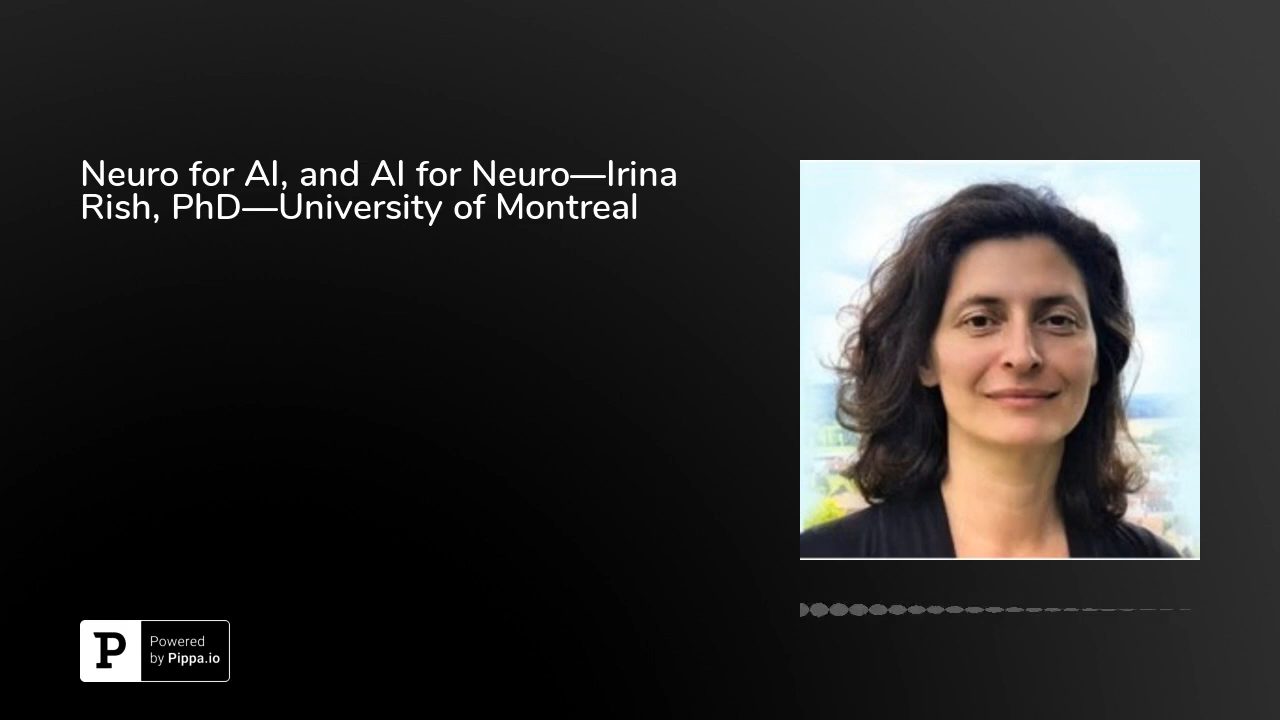 Neuro for AI, and AI for Neuro—Irina
Rish, PhD—University of Montreal
P
Powered
by Pippa.io